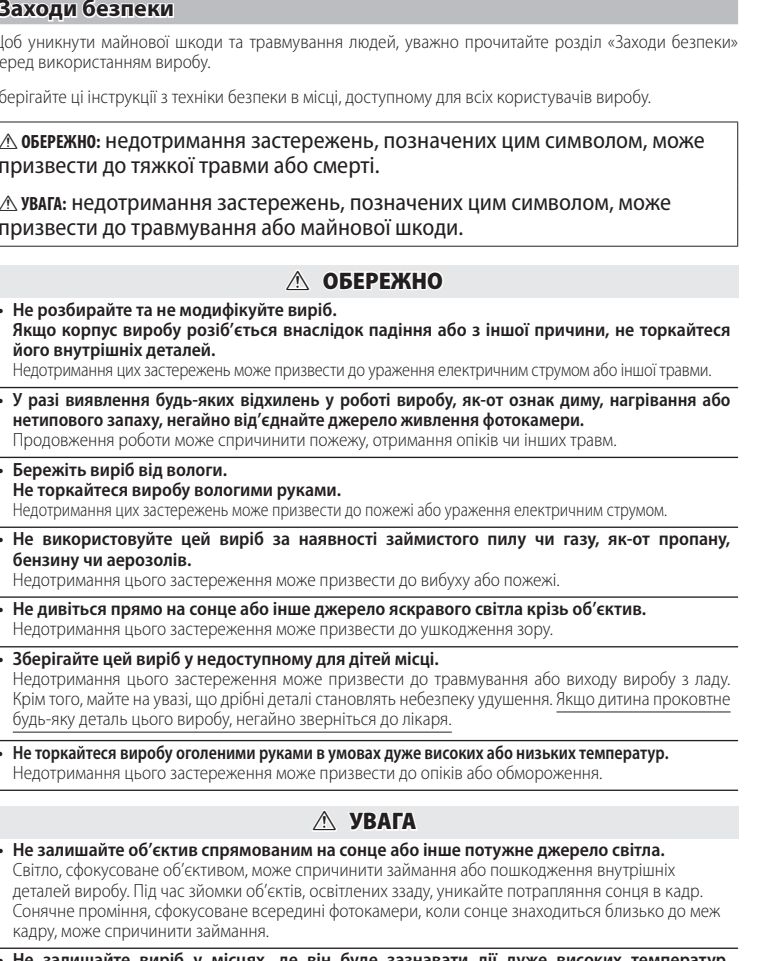 Заходи безпеки
Щоб уникнути майнової шкоди та травмування людей, уважно прочитайте розділ «Заходи безпеки»
перед використанням виробу.
Зберігайте ці інструкції з техніки безпеки в місці, доступному для всіх користувачів виробу.
⚠ ОБЕРЕЖНО: недотримання застережень, позначених цим символом, може
призвести до тяжкої травми або смерті.
⚠ УВАГА: недотримання застережень, позначених цим символом, може
призвести до травмування або майнової шкоди.
⚠ ОБЕРЕЖНО
• Не розбирайте та не модифікуйте виріб.
Якщо корпус виробу розіб’ється внаслідок падіння або з іншої причини, не торкайтеся
його внутрішніх деталей.
Недотримання цих застережень може призвести до ураження електричним струмом або іншої травми.
• У разі виявлення будь-яких відхилень у роботі виробу, як-от ознак диму, нагрівання або
нетипового запаху, негайно від’єднайте джерело живлення фотокамери.
Продовження роботи може спричинити пожежу, отримання опіків чи інших травм.
• Бережіть виріб від вологи.
Не торкайтеся виробу вологими руками.
Недотримання цих застережень може призвести до пожежі або ураження електричним струмом.
• Не використовуйте цей виріб за наявності займистого пилу чи газу, як-от пропану,
бензину чи аерозолів.
Недотримання цього застереження може призвести до вибуху або пожежі.
• Не дивіться прямо на сонце або інше джерело яскравого світла крізь об’єктив.
Недотримання цього застереження може призвести до ушкодження зору.
• Зберігайте цей виріб у недоступному для дітей місці.
Недотримання цього застереження може призвести до травмування або виходу виробу з ладу.
Крім того, майте на увазі, що дрібні деталі становлять небезпеку удушення. Якщо дитина проковтне
будь-яку деталь цього виробу, негайно зверніться до лікаря.
• Не торкайтеся виробу оголеними руками в умовах дуже високих або низьких температур.
Недотримання цього застереження може призвести до опіків або обмороження.
⚠ УВАГА
• Не залишайте об’єктив спрямованим на сонце або інше потужне джерело світла.
Світло, сфокусоване об’єктивом, може спричинити займання або пошкодження внутрішніх
деталей виробу. Під час зйомки об’єктів, освітлених ззаду, уникайте потрапляння сонця в кадр.
Сонячне проміння, сфокусоване всередині фотокамери, коли сонце знаходиться близько до меж
кадру, може спричинити займання.
• Не залишайте виріб у місцях, де він буде зазнавати дії дуже високих температур,